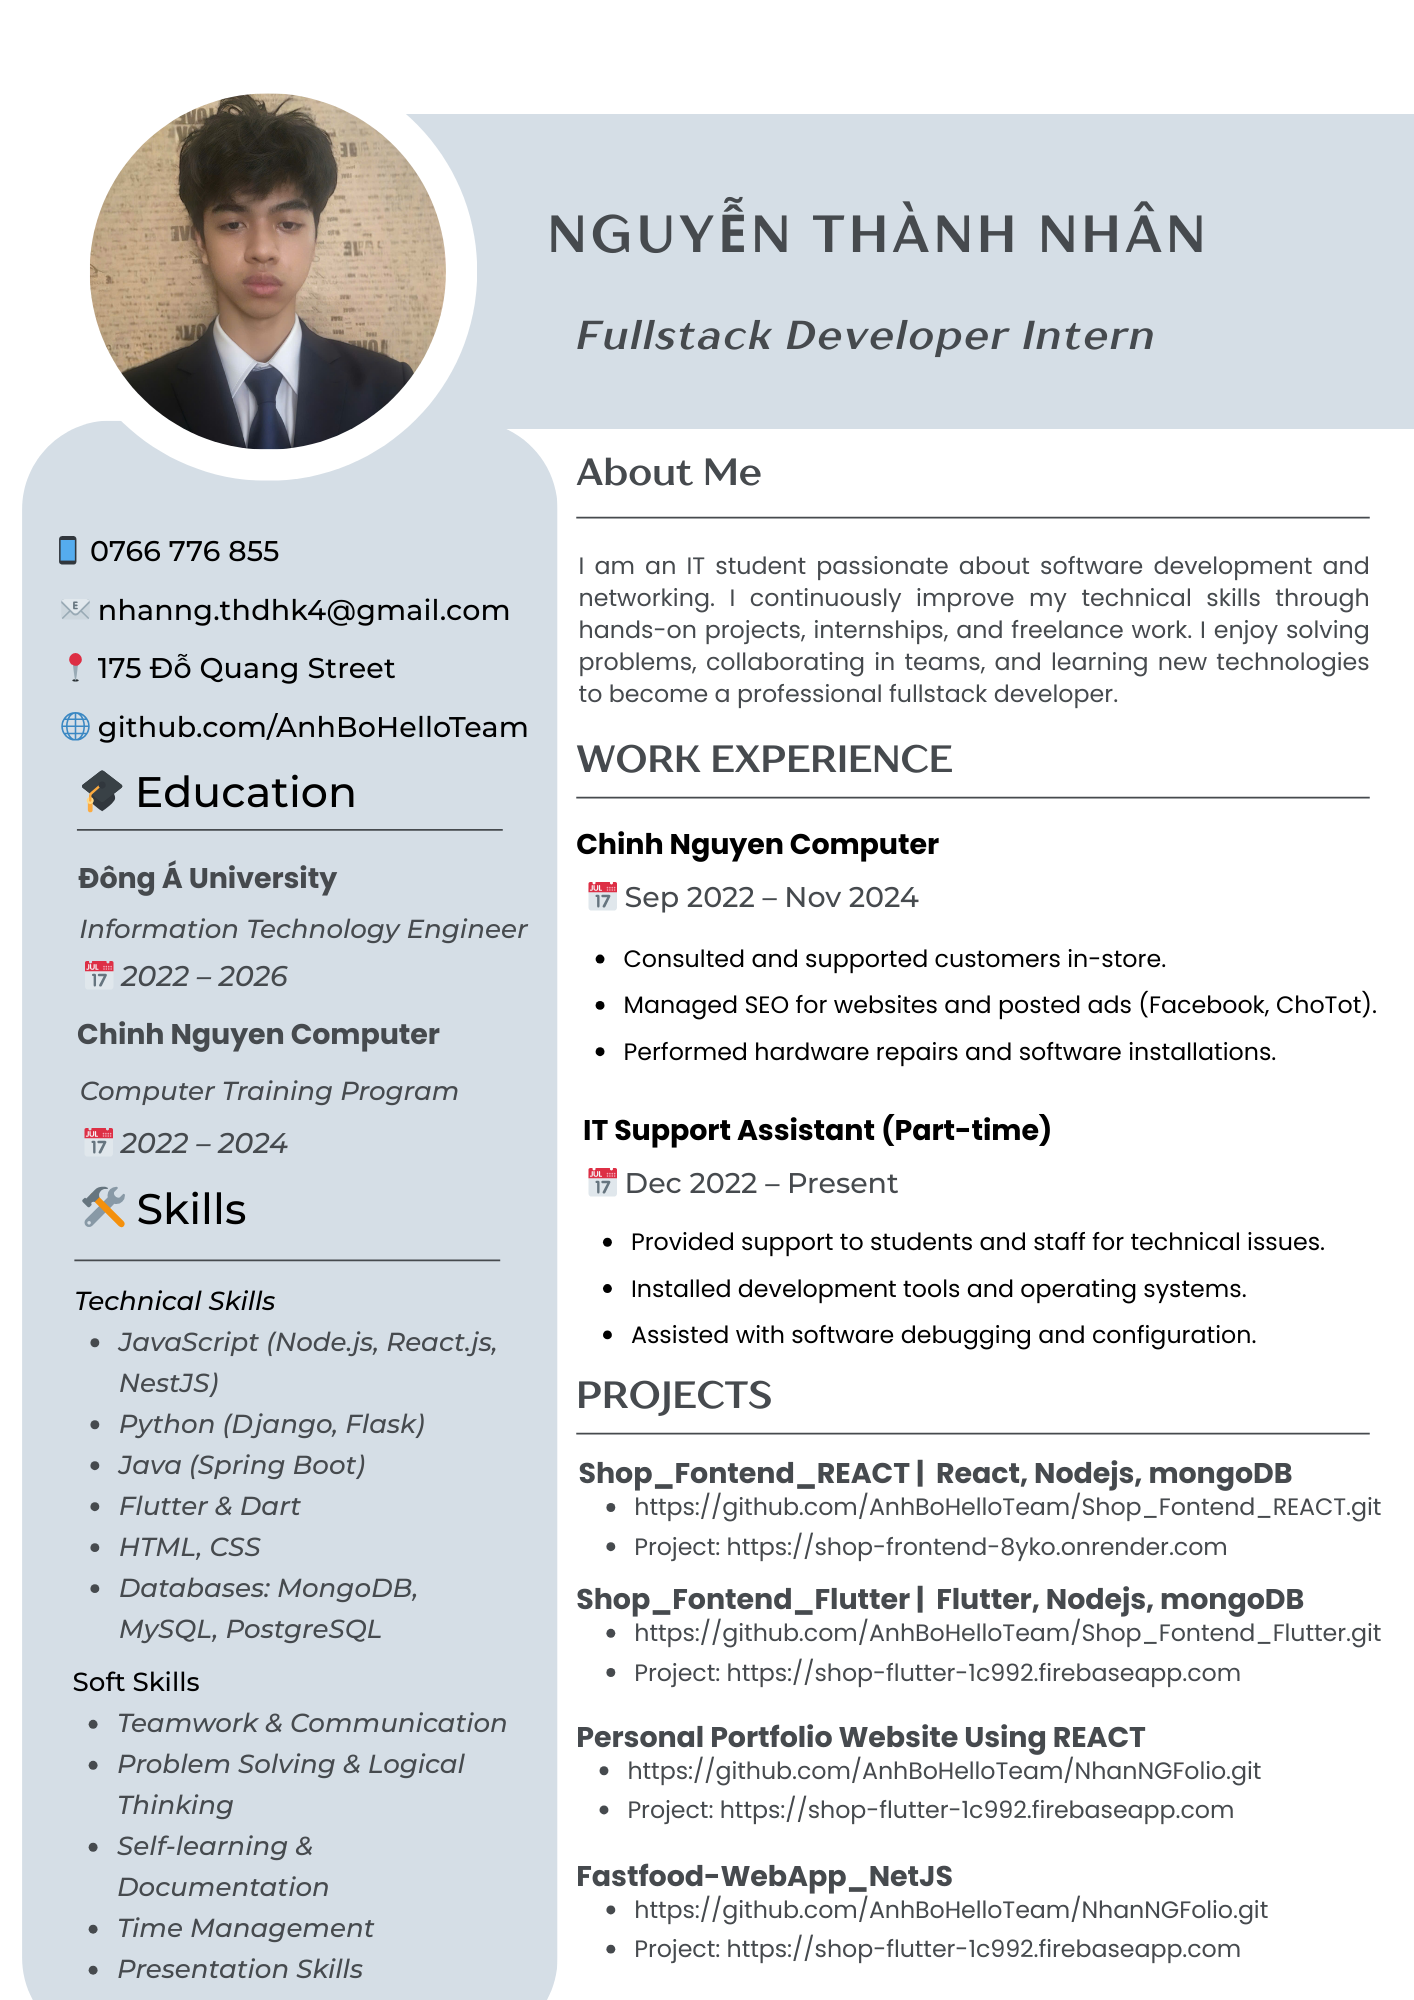 NGUYỄN THÀNH NHÂN
Fullstack Developer Intern
0766 776 855
nhanng.thdhk4@gmail.com
175 Đỗ Quang Street
github.com/AnhBoHelloTeam
Education
Đông Á University
Information Technology Engineer
2022 – 2026
Chinh Nguyen Computer
Computer Training Program
2022 – 2024
Skills
Technical Skills
• JavaScript (Node.js, React.js,
NestJS)
• Python (Django, Flask)
• Java (Spring Boot)
• Flutter & Dart
• HTML, CSS
• Databases: MongoDB,
MySQL, PostgreSQL
Soft Skills
• Teamwork & Communication
• Problem Solving & Logical
Thinking
• Self-learning &
Documentation
• Time Management
• Presentation Skills
About Me
I am an IT student passionate about software development and
networking. I continuously improve my technical skills through
hands-on projects, internships, and freelance work. I enjoy solving
problems, collaborating in teams, and learning new technologies
to become a professional fullstack developer.
WORK EXPERIENCE
Chinh Nguyen Computer
Sep 2022 – Nov 2024
• Consulted and supported customers in-store.
• Managed SEO for websites and posted ads (Facebook, ChoTot).
• Performed hardware repairs and software installations.
IT Support Assistant (Part-time)
Dec 2022 – Present
• Provided support to students and staff for technical issues.
• Installed development tools and operating systems.
• Assisted with software debugging and configuration.
PROJECTS
Shop_Fontend_REACT | React, Nodejs, mongoDB
• https://github.com/AnhBoHelloTeam/Shop_Fontend_REACT.git
• Project: https://shop-frontend-8yko.onrender.com
Shop_Fontend_Flutter | Flutter, Nodejs, mongoDB
• https://github.com/AnhBoHelloTeam/Shop_Fontend_Flutter.git
• Project: https://shop-flutter-1c992.firebaseapp.com
Personal Portfolio Website Using REACT
• https://github.com/AnhBoHelloTeam/NhanNGFolio.git
• Project: https://shop-flutter-1c992.firebaseapp.com
Fastfood-WebApp_NetJS
• https://github.com/AnhBoHelloTeam/NhanNGFolio.git
• Project: https://shop-flutter-1c992.firebaseapp.com